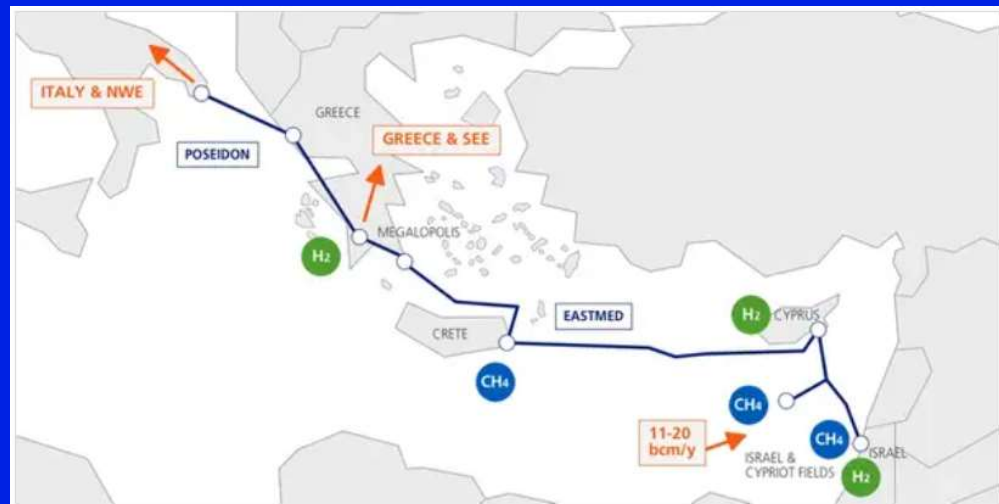 ITALY & NWE
GREECE
POSEIDON
GREECE & SEE
MEGALOPOLIS
H2
EASTMED
H2
CYPRUS
CRETE
CH4
CH4
11-20
bcm/y
CH4
ISRAEL
ISRAEL &
CYPRIOT FIELDS
H2